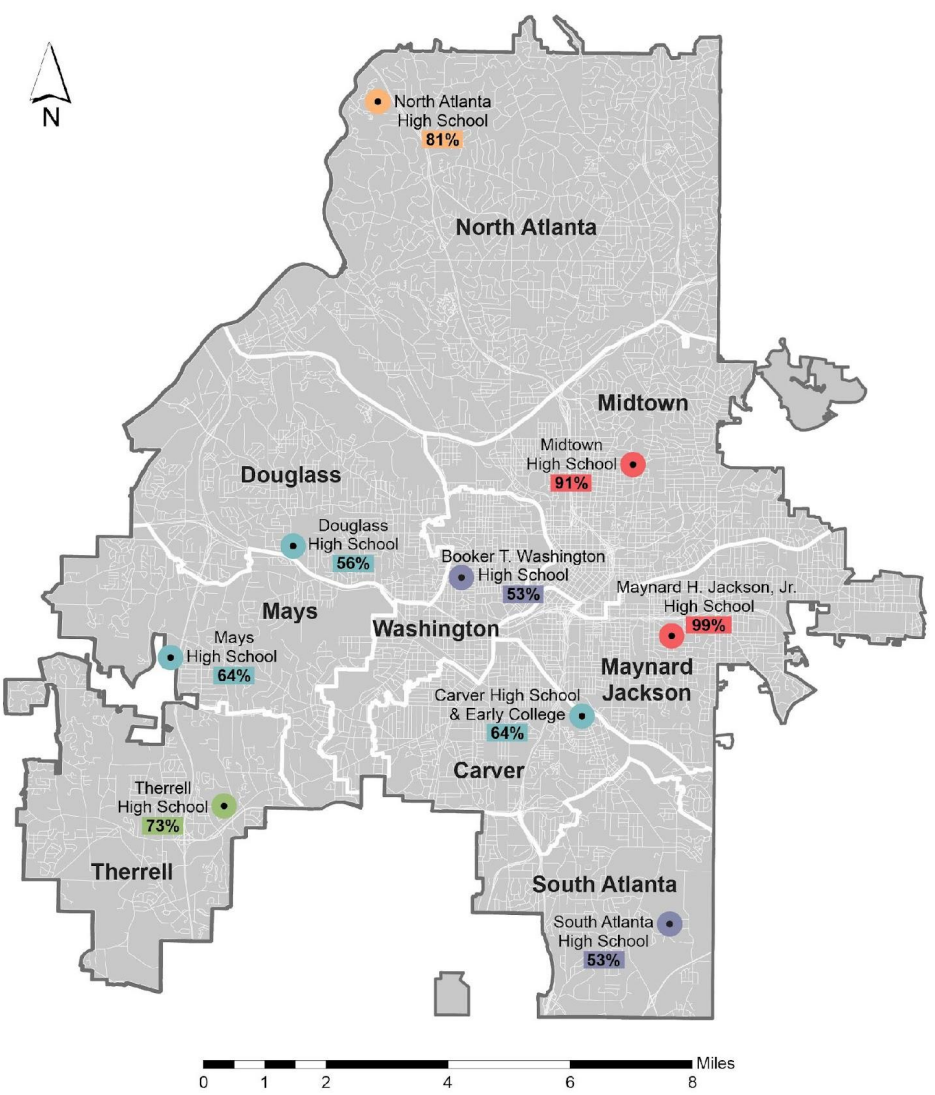 N
North Atlanta
High School
81%
North Atlanta
Midtown
Midtown
High School
91%
Douglass
Douglass
High School
56%
Booker T. Washington
High School
53%
Maynard H. Jackson, Jr.
High School
99%
Mays
Washington
Mays
High School
64%
Maynard
Jackson
Carver High School
& Early College
64%
Carver
Therrell
High School
73%
Therrell
South Atlanta
South Atlanta
High School
53%
Miles
0 1 2 4 6 8